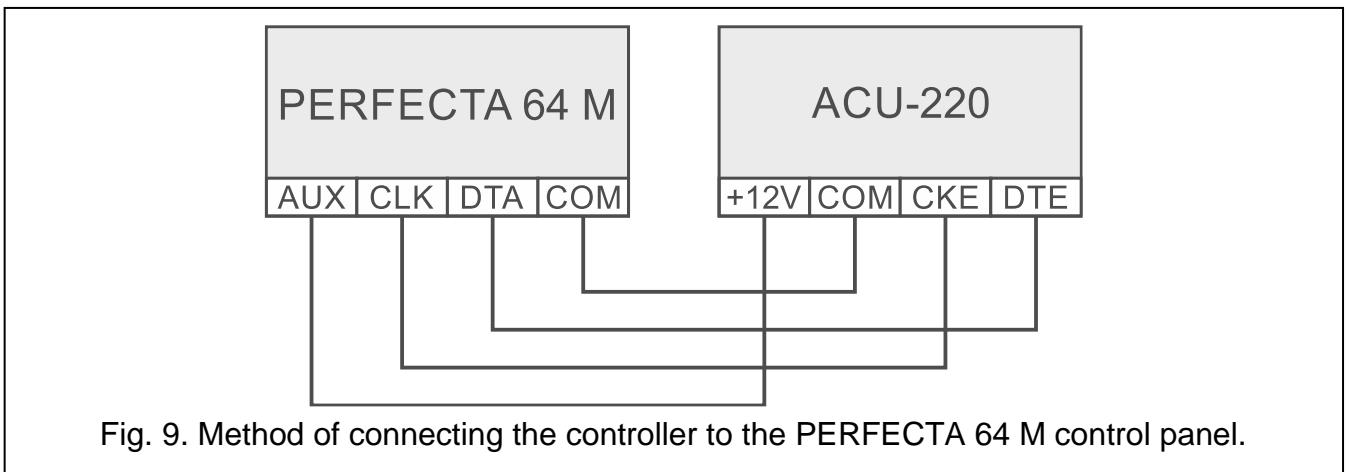 PERFECTA 64 M
ACU-220
AUX CLK DTA COM
+12V COM CKE DTE
Fig. 9. Method of connecting the controller to the PERFECTA 64 M control panel.